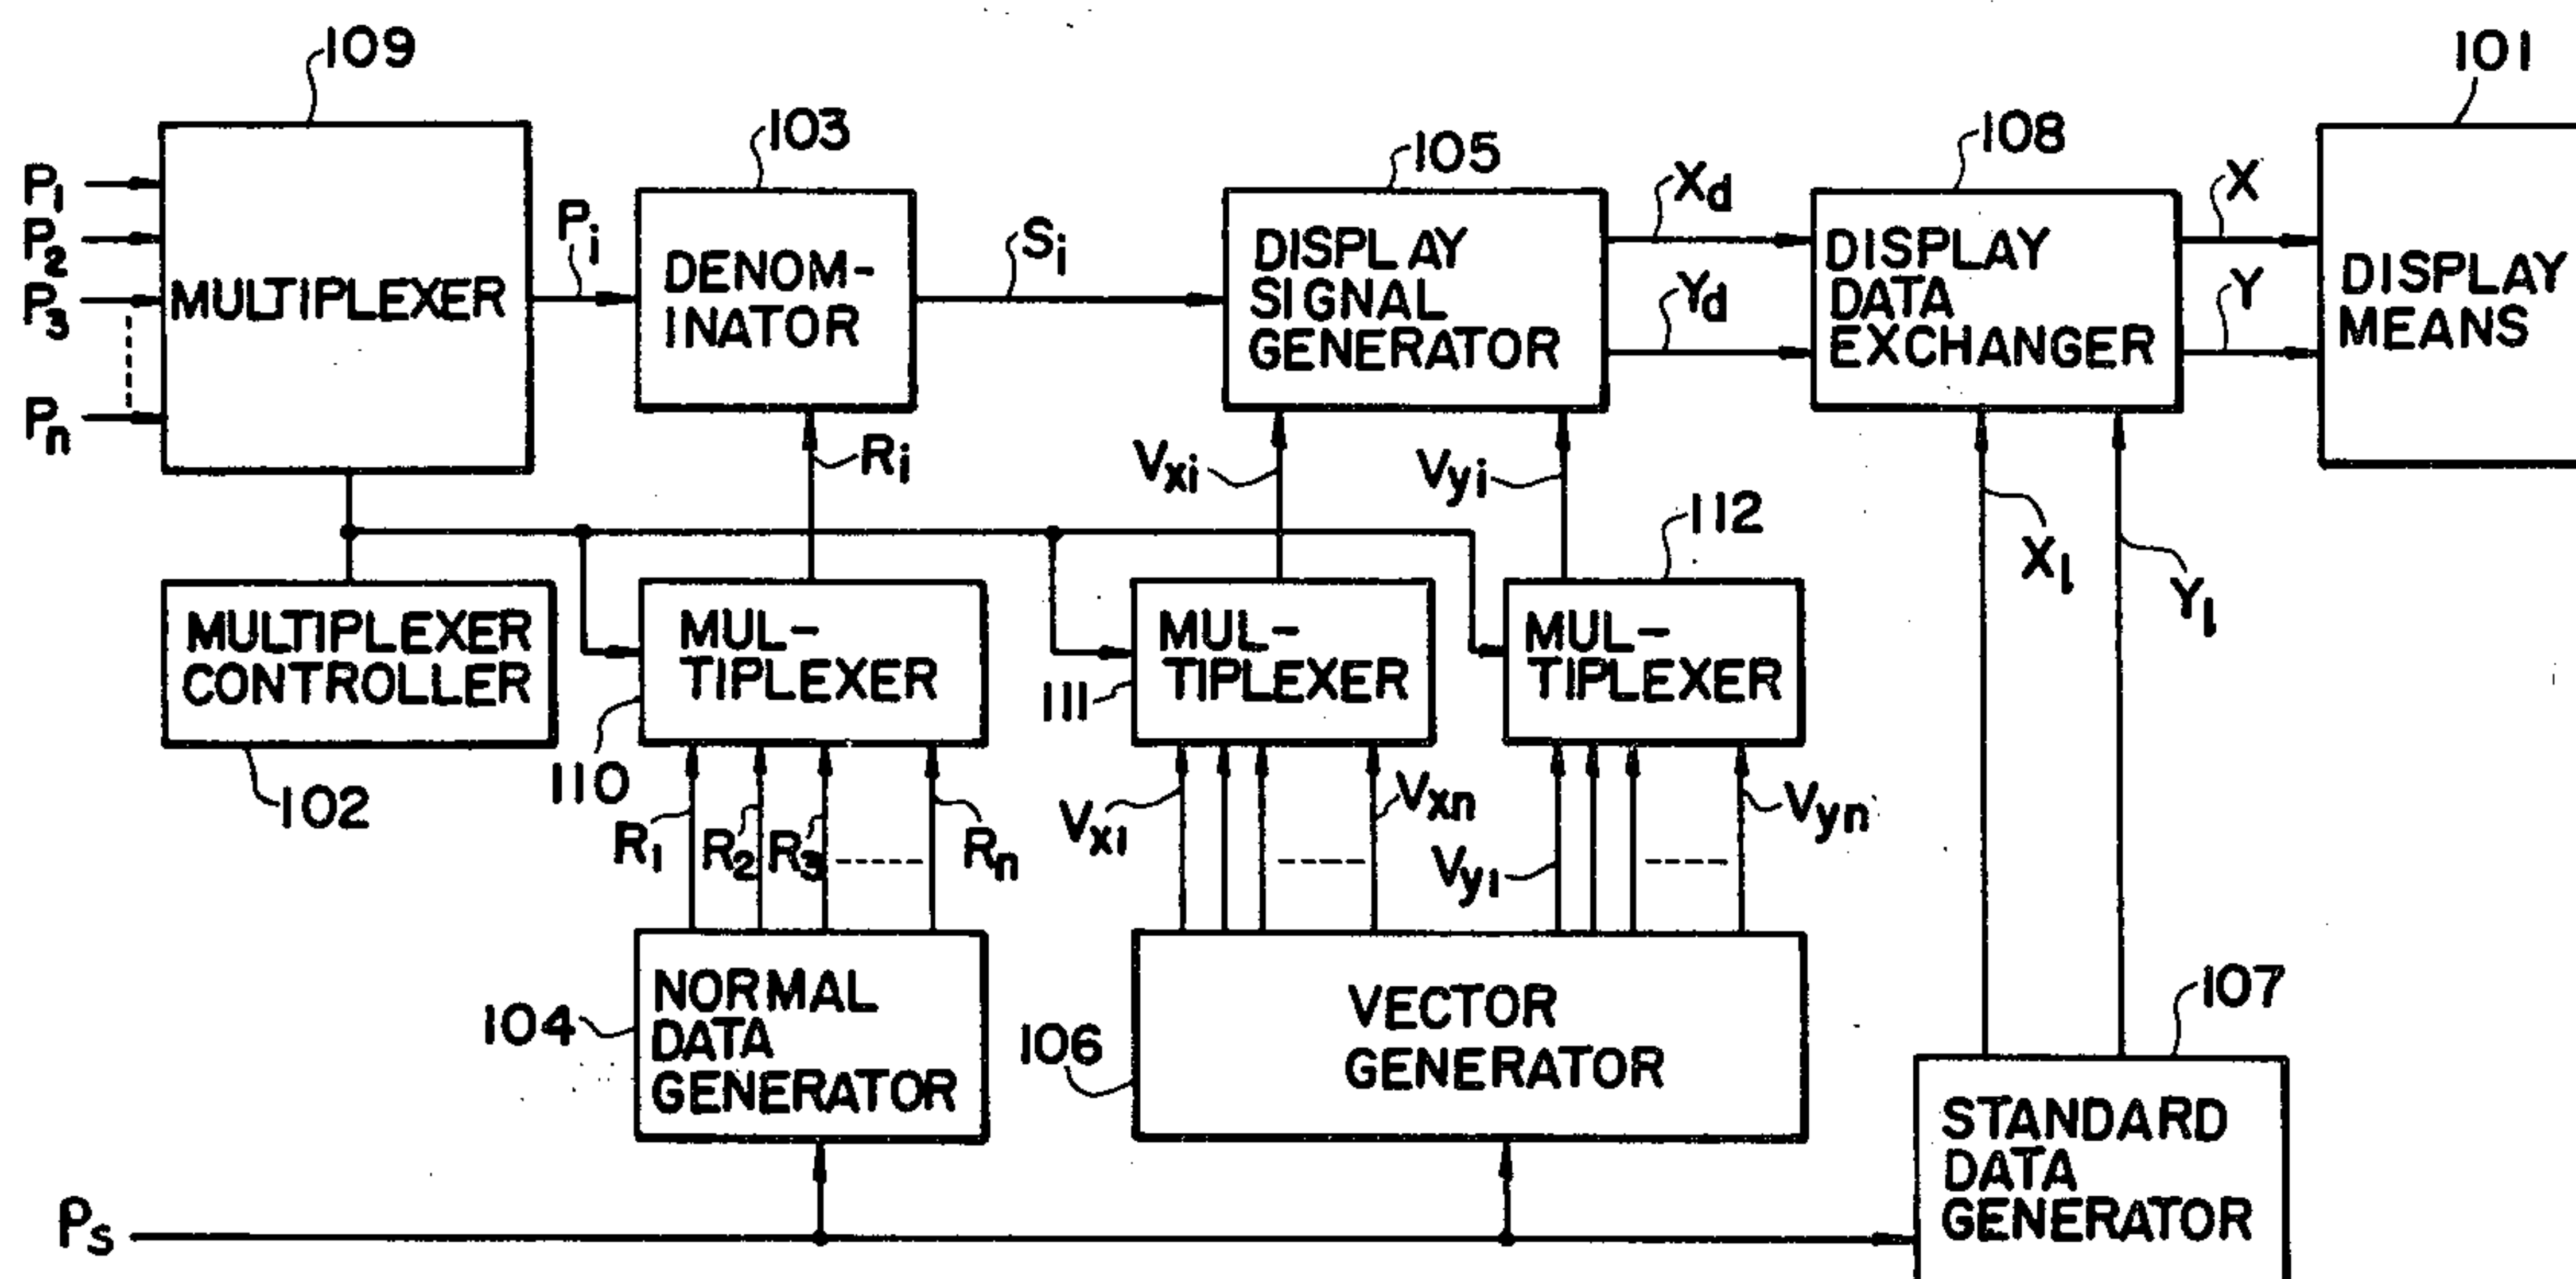 109
101
103
108
105
P1
P2
P3
Pn
MULTIPLEXER
Pi
DENOM-
INATOR
Si
DISPLAY
SIGNAL
GENERATOR
Xd
Yd
DISPLAY
DATA
EXCHANGER
X
Y
DISPLAY
MEANS
Ri
Vxi
Vyi
112
Xl
Yl
MULTIPLEXER
CONTROLLER
MUL-
TIPLEXER
MUL-
TIPLEXER
MUL-
TIPLEXER
111
102
110
R1
R2
R3
Rn
Vx1
Vxn
Vy1
Vyn
104
NORMAL
DATA
GENERATOR
106
VECTOR
GENERATOR
107
STANDARD
DATA
GENERATOR
Ps